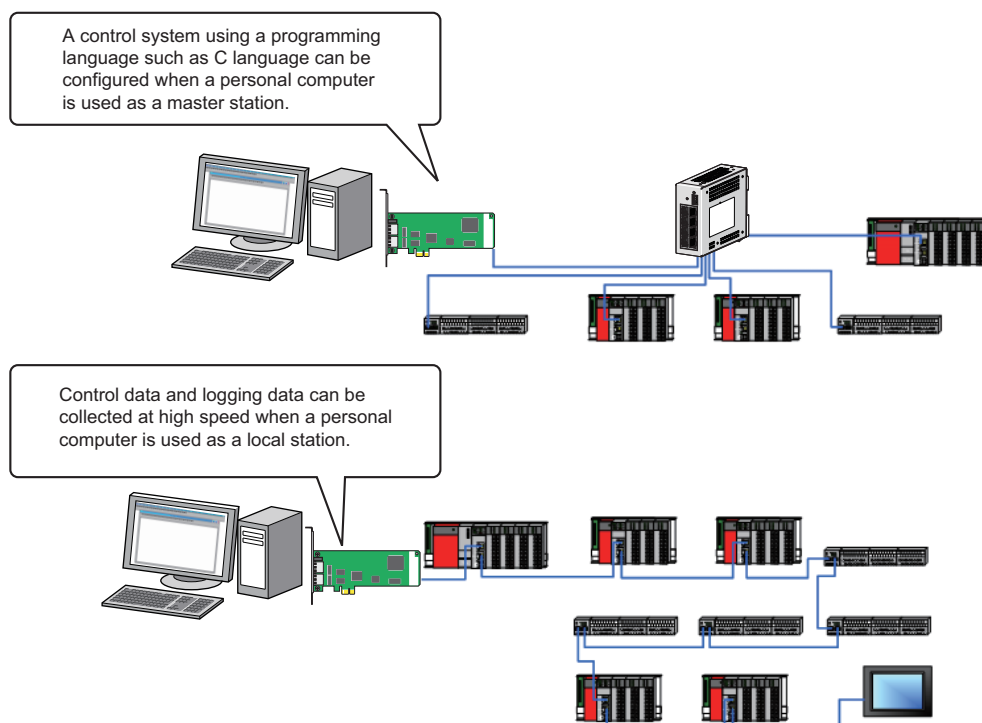 A control system using a programming
language such as C language can be
configured when a personal computer
is used as a master station.
Control data and logging data can be
collected at high speed when a personal
computer is used as a local station.